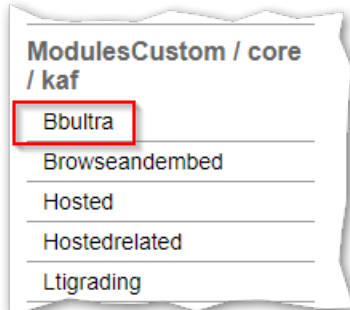 ModulesCustom / core
/ kaf
Bbultra
Browseandembed
Hosted
Hostedrelated
Ltigrading